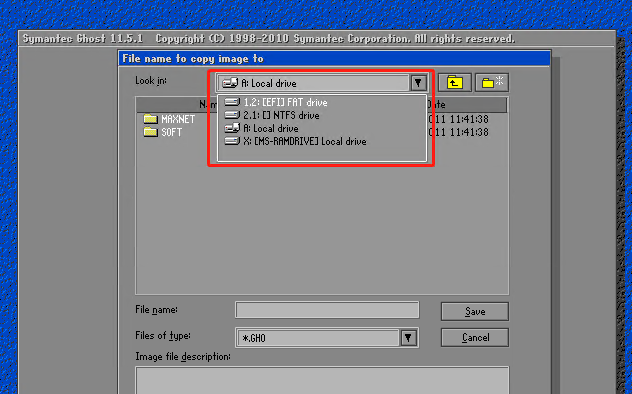 Symantec Ghost 11.5.1 Copyright (C) 1998-2010 Symantec Corporation. All rights reserved.
File name to copy image to
Look in:
A: Local drive
1.2: [EFI] FAT drive
2.1: [] NTFS drive
A: Local drive
X: [MS-RAMDRIVE] Local drive
MAXNET
011 11:41:38
SOFT
011 11:41:38
File name:
Save
Files of type:
*.GHO
Cancel
Image file description: